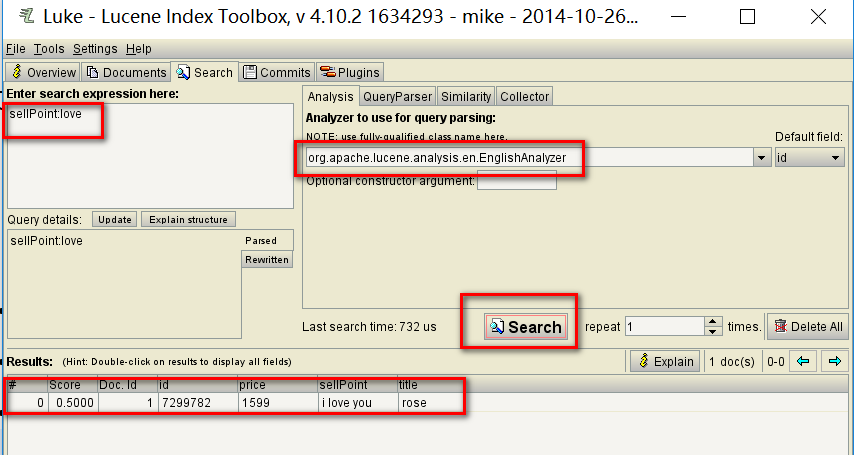 Luke - Lucene Index Toolbox, v 4.10.2 1634293 - mike - 2014-10-26...
File Tools Settings Help
Overview Documents Search Commits Plugins
Enter search expression here:
sellPoint:love
Analysis QueryParser Similarity Collector
Analyzer to use for query parsing:
NOTE: use fully-qualified class name here. Default field:
org.apache.lucene.analysis.en.EnglishAnalyzer id
Optional constructor argument:
Query details: Update Explain structure
sellPoint:love Parsed
Rewritten
Last search time: 732 us Search repeat 1 times. Delete All
Results: (Hint: Double-click on results to display all fields) Explain 1 doc(s) 0-0
# Score Doc. Id id price sellPoint title
0 0.5000 1 7299782 1599 i love you rose